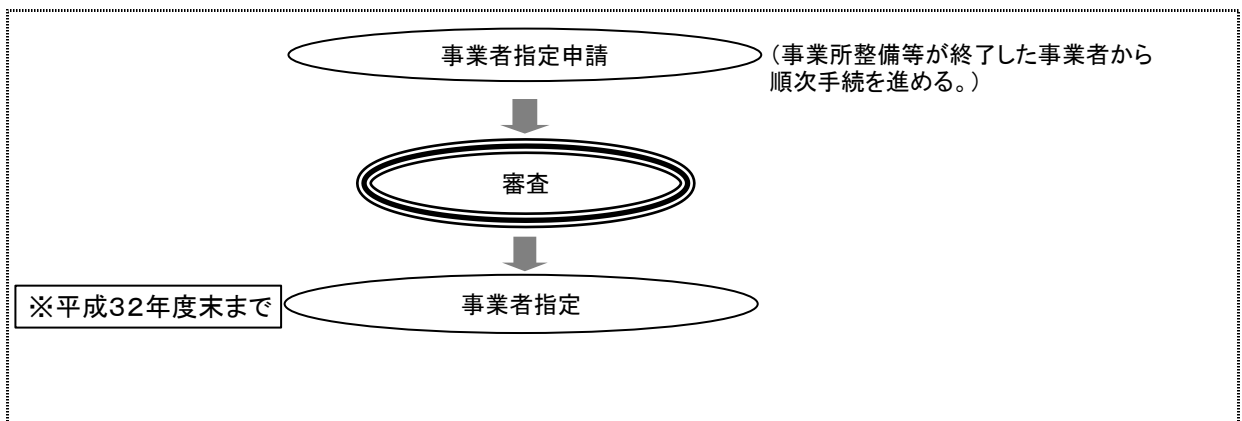 事業者指定申請
（事業所整備等が終了した事業者から
順次手続を進める。）
審査
※平成３２年度末まで
事業者指定